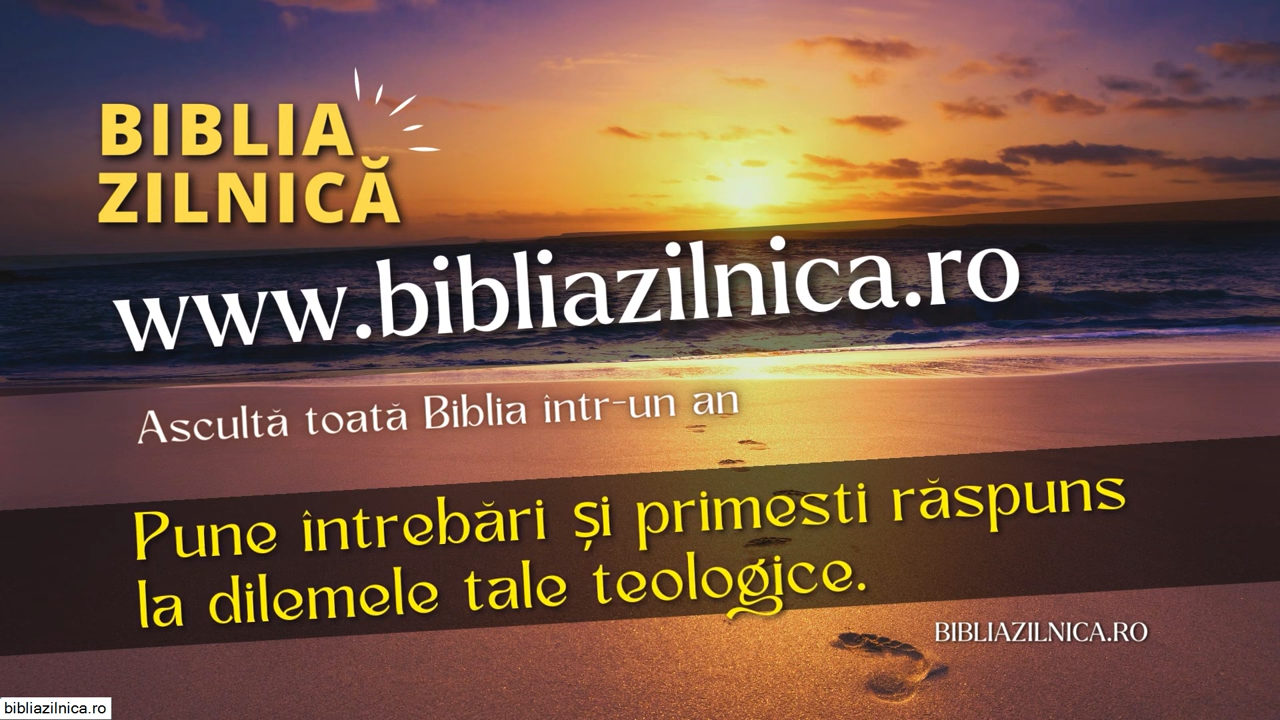 BIBLIA
ZILNICĂ
www.bibliazilnica.ro
Ascultă toată Biblia într-un an
Pune întrebări și primesti răspuns
la dilemele tale teologice.
BIBLIAZILNICA.RO
bibliazilnica.ro